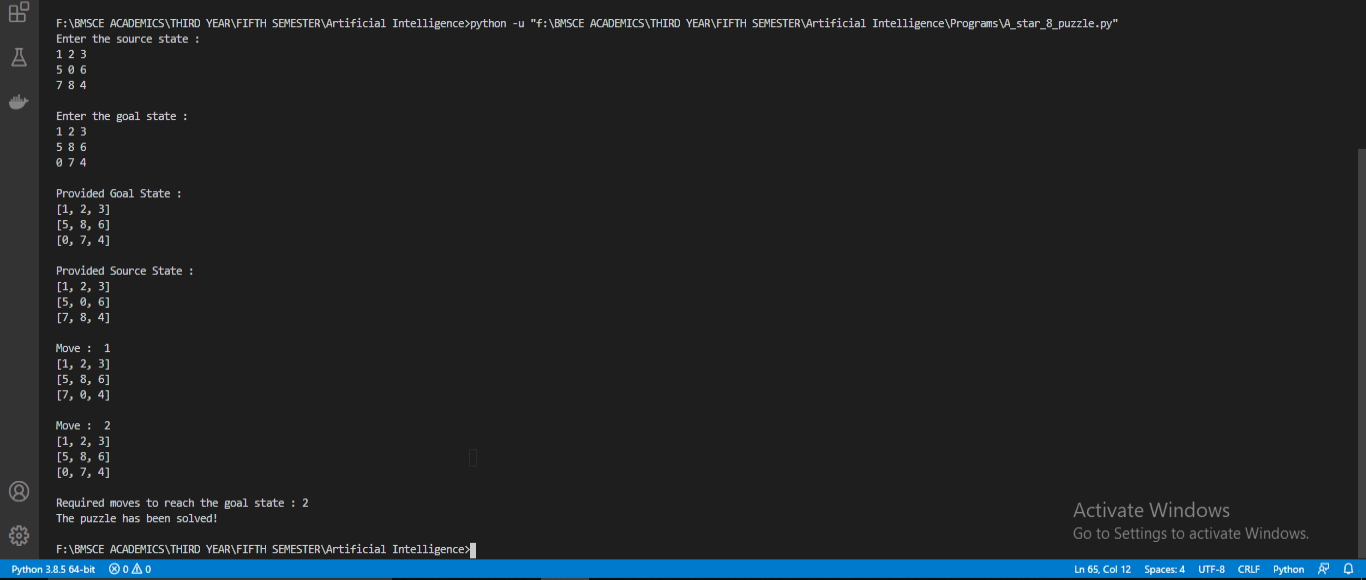 F:\BMSCE ACADEMICS\THIRD YEAR\FIFTH SEMESTER\Artificial Intelligence>python -u "f:\BMSCE ACADEMICS\THIRD YEAR\FIFTH SEMESTER\Artificial Intelligence\Programs\A_star_8_puzzle.py"
Enter the source state :
1 2 3
5 0 6
7 8 4
Enter the goal state :
1 2 3
5 8 6
0 7 4
Provided Goal State :
[1, 2, 3]
[5, 8, 6]
[0, 7, 4]
Provided Source State :
[1, 2, 3]
[5, 0, 6]
[7, 8, 4]
Move :  1
[1, 2, 3]
[5, 8, 6]
[7, 0, 4]
Move :  2
[1, 2, 3]
[5, 8, 6]
[0, 7, 4]
Required moves to reach the goal state : 2
The puzzle has been solved!
F:\BMSCE ACADEMICS\THIRD YEAR\FIFTH SEMESTER\Artificial Intelligence>
Activate Windows
Go to Settings to activate Windows.
Python 3.8.5 64-bit 0 0 Ln 65, Col 12 Spaces: 4 UTF-8 CRLF Python